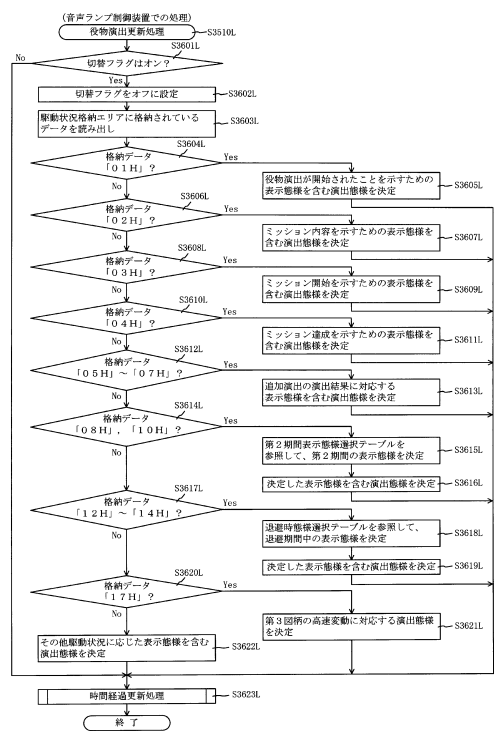 (音声ランプ制御装置での処理)
役物演出更新処理
S3510L
S3601L
切替フラグはオン？
No
Yes
切替フラグをオフに設定
S3602L
駆動状況格納エリアに格納されている
データを読み出し
S3603L
S3604L
格納データ
「０１Ｈ」？
Yes
No
役物演出が開始されたことを示すための
表示態様を含む演出態様を決定
S3605L
S3606L
格納データ
「０２Ｈ」？
Yes
No
ミッション内容を示すための表示態様を
含む演出態様を決定
S3607L
S3608L
格納データ
「０３Ｈ」？
Yes
No
ミッション開始を示すための表示態様を
含む演出態様を決定
S3609L
S3610L
格納データ
「０４Ｈ」？
Yes
No
ミッション達成を示すための表示態様を
含む演出態様を決定
S3611L
S3612L
格納データ
「０５Ｈ」～「０７Ｈ」？
Yes
No
追加演出の演出結果に対応する
表示態様を含む演出態様を決定
S3613L
S3614L
格納データ
「０８Ｈ」，「１０Ｈ」？
Yes
No
第２期間表示態様選択テーブルを
参照して、第２期間の表示態様を決定
S3615L
決定した表示態様を含む演出態様を決定
S3616L
S3617L
格納データ
「１２Ｈ」～「１４Ｈ」？
Yes
No
退避時態様選択テーブルを参照して、
退避期間中の表示態様を決定
S3618L
決定した表示態様を含む演出態様を決定
S3619L
S3620L
格納データ
「１７Ｈ」？
Yes
No
第３図柄の高速変動に対応する演出態様
を決定
S3621L
その他駆動状況に応じた表示態様を含む
演出態様を決定
S3622L
時間経過更新処理
S3623L
終了